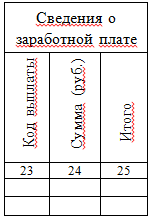 Сведения о
заработной плате
Код выплаты
Сумма (руб.)
Итого
23 24 25